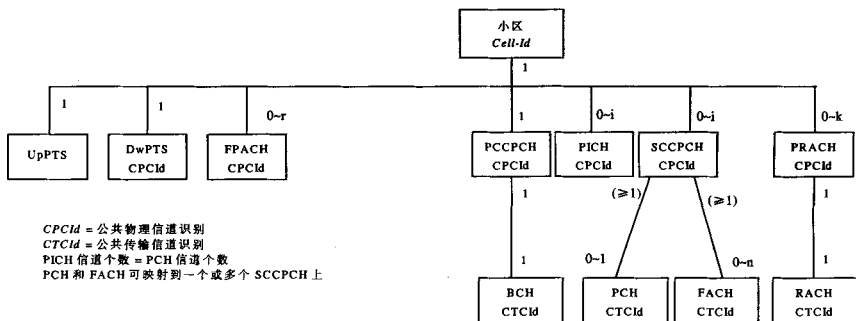 小区
Cell-Id
1
1
1
0~r
1
0~i
0~i
0~k
UpPTS
DwPTS
CPCId
FPACH
CPCId
PCCPCH
CPCId
PICH
CPCId
SCCPCH
CPCId
PRACH
CPCId
1
(≥1)
(≥1)
1
CPCId = 公共物理信道识别
CTCId = 公共传输信道识别
PICH 信道个数 = PCH 信道个数
PCH 和 FACH 可映射到一个或多个 SCCPCH 上
1
0~1
0~n
1
BCH
CTCId
PCH
CTCId
FACH
CTCId
RACH
CTCId